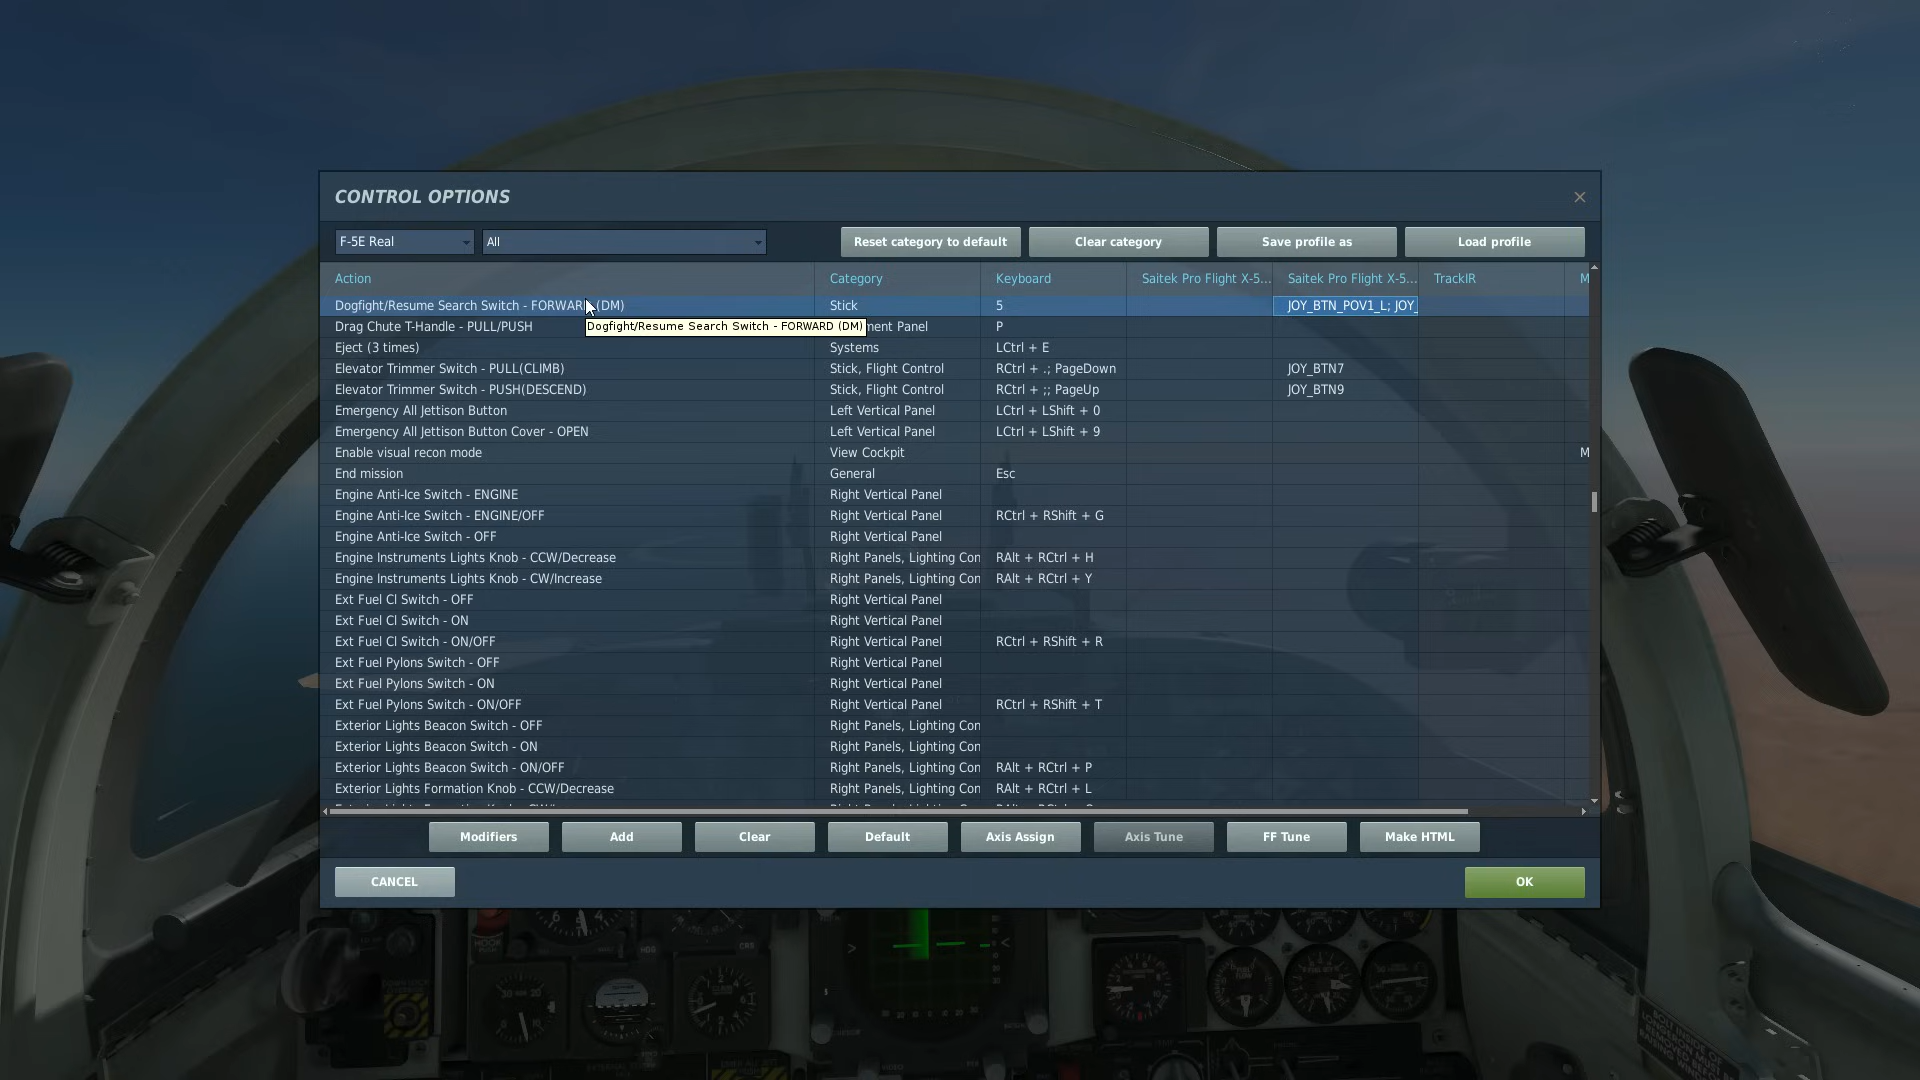 CONTROL OPTIONS
F-5E Real All Reset category to default Clear category Save profile as Load profile
Action Category Keyboard Saitek Pro Flight X-5... Saitek Pro Flight X-5... TrackIR M
Dogfight/Resume Search Switch - FORWARD (DM) Stick 5 JOY_BTN_POV1_L; JOY_
Drag Chute T-Handle - PULL/PUSH ment Panel P
Dogfight/Resume Search Switch - FORWARD (DM)
Eject (3 times) Systems LCtrl + E
Elevator Trimmer Switch - PULL(CLIMB) Stick, Flight Control RCtrl + .; PageDown JOY_BTN7
Elevator Trimmer Switch - PUSH(DESCEND) Stick, Flight Control RCtrl + ;; PageUp JOY_BTN9
Emergency All Jettison Button Left Vertical Panel LCtrl + LShift + 0
Emergency All Jettison Button Cover - OPEN Left Vertical Panel LCtrl + LShift + 9
Enable visual recon mode View Cockpit M
End mission General Esc
Engine Anti-Ice Switch - ENGINE Right Vertical Panel
Engine Anti-Ice Switch - ENGINE/OFF Right Vertical Panel RCtrl + RShift + G
Engine Anti-Ice Switch - OFF Right Vertical Panel
Engine Instruments Lights Knob - CCW/Decrease Right Panels, Lighting Con RAlt + RCtrl + H
Engine Instruments Lights Knob - CW/Increase Right Panels, Lighting Con RAlt + RCtrl + Y
Ext Fuel Cl Switch - OFF Right Vertical Panel
Ext Fuel Cl Switch - ON Right Vertical Panel
Ext Fuel Cl Switch - ON/OFF Right Vertical Panel RCtrl + RShift + R
Ext Fuel Pylons Switch - OFF Right Vertical Panel
Ext Fuel Pylons Switch - ON Right Vertical Panel
Ext Fuel Pylons Switch - ON/OFF Right Vertical Panel RCtrl + RShift + T
Exterior Lights Beacon Switch - OFF Right Panels, Lighting Con
Exterior Lights Beacon Switch - ON Right Panels, Lighting Con
Exterior Lights Beacon Switch - ON/OFF Right Panels, Lighting Con RAlt + RCtrl + P
Exterior Lights Formation Knob - CCW/Decrease Right Panels, Lighting Con RAlt + RCtrl + L
Modifiers Add Clear Default Axis Assign Axis Tune FF Tune Make HTML
CANCEL OK
HOOK